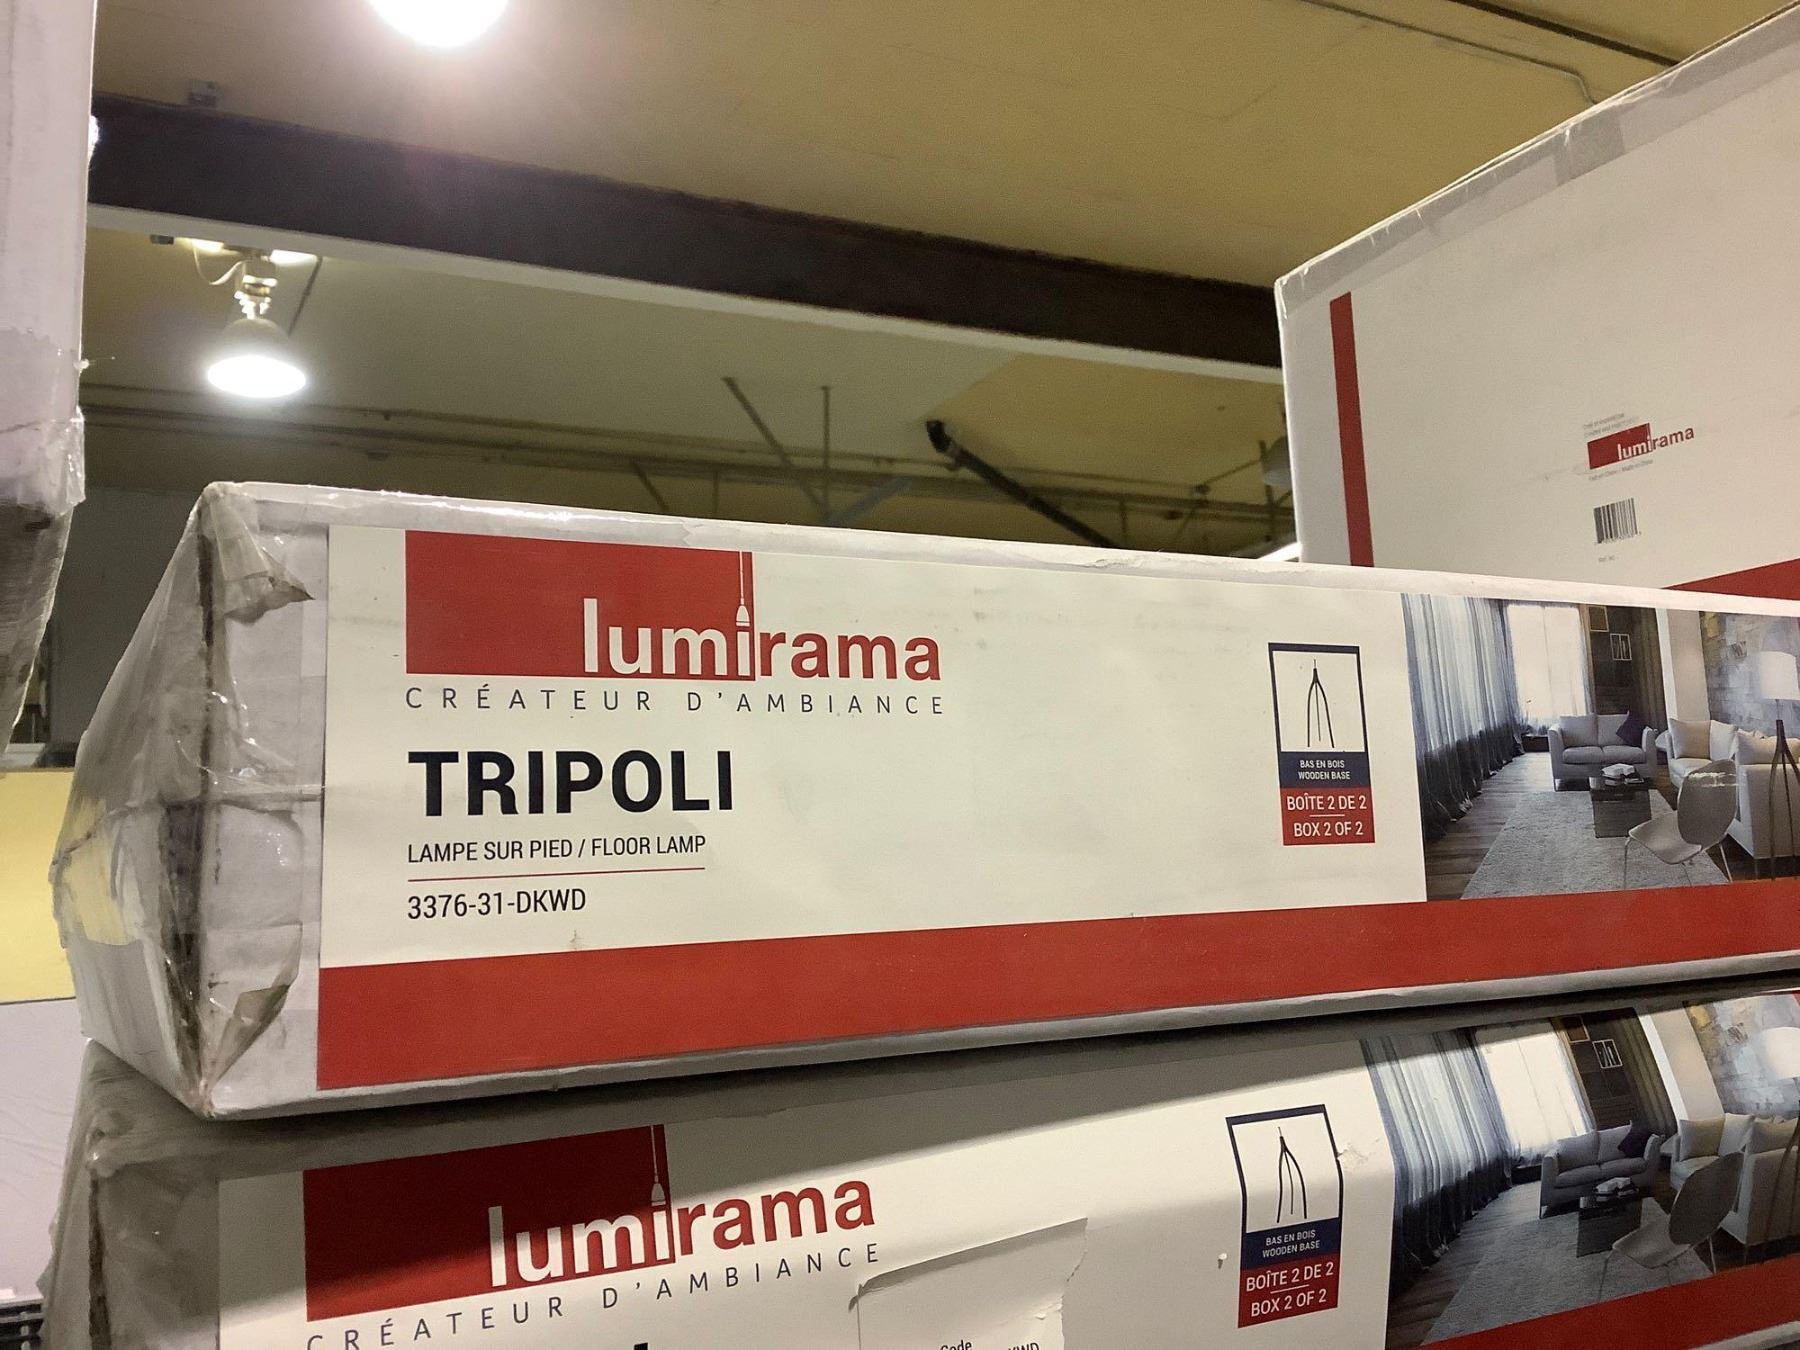 lumirama
CRÉATEUR D'AMBIANCE
TRIPOLI
LAMPE SUR PIED / FLOOR LAMP
3376-31-DKWD
BAS EN BOIS
WOODEN BASE
BOÎTE 2 DE 2
BOX 2 OF 2
lumirama
lumirama
CRÉATEUR D'AMBIANCE
BAS EN BOIS
WOODEN BASE
BOÎTE 2 DE 2
BOX 2 OF 2
Code